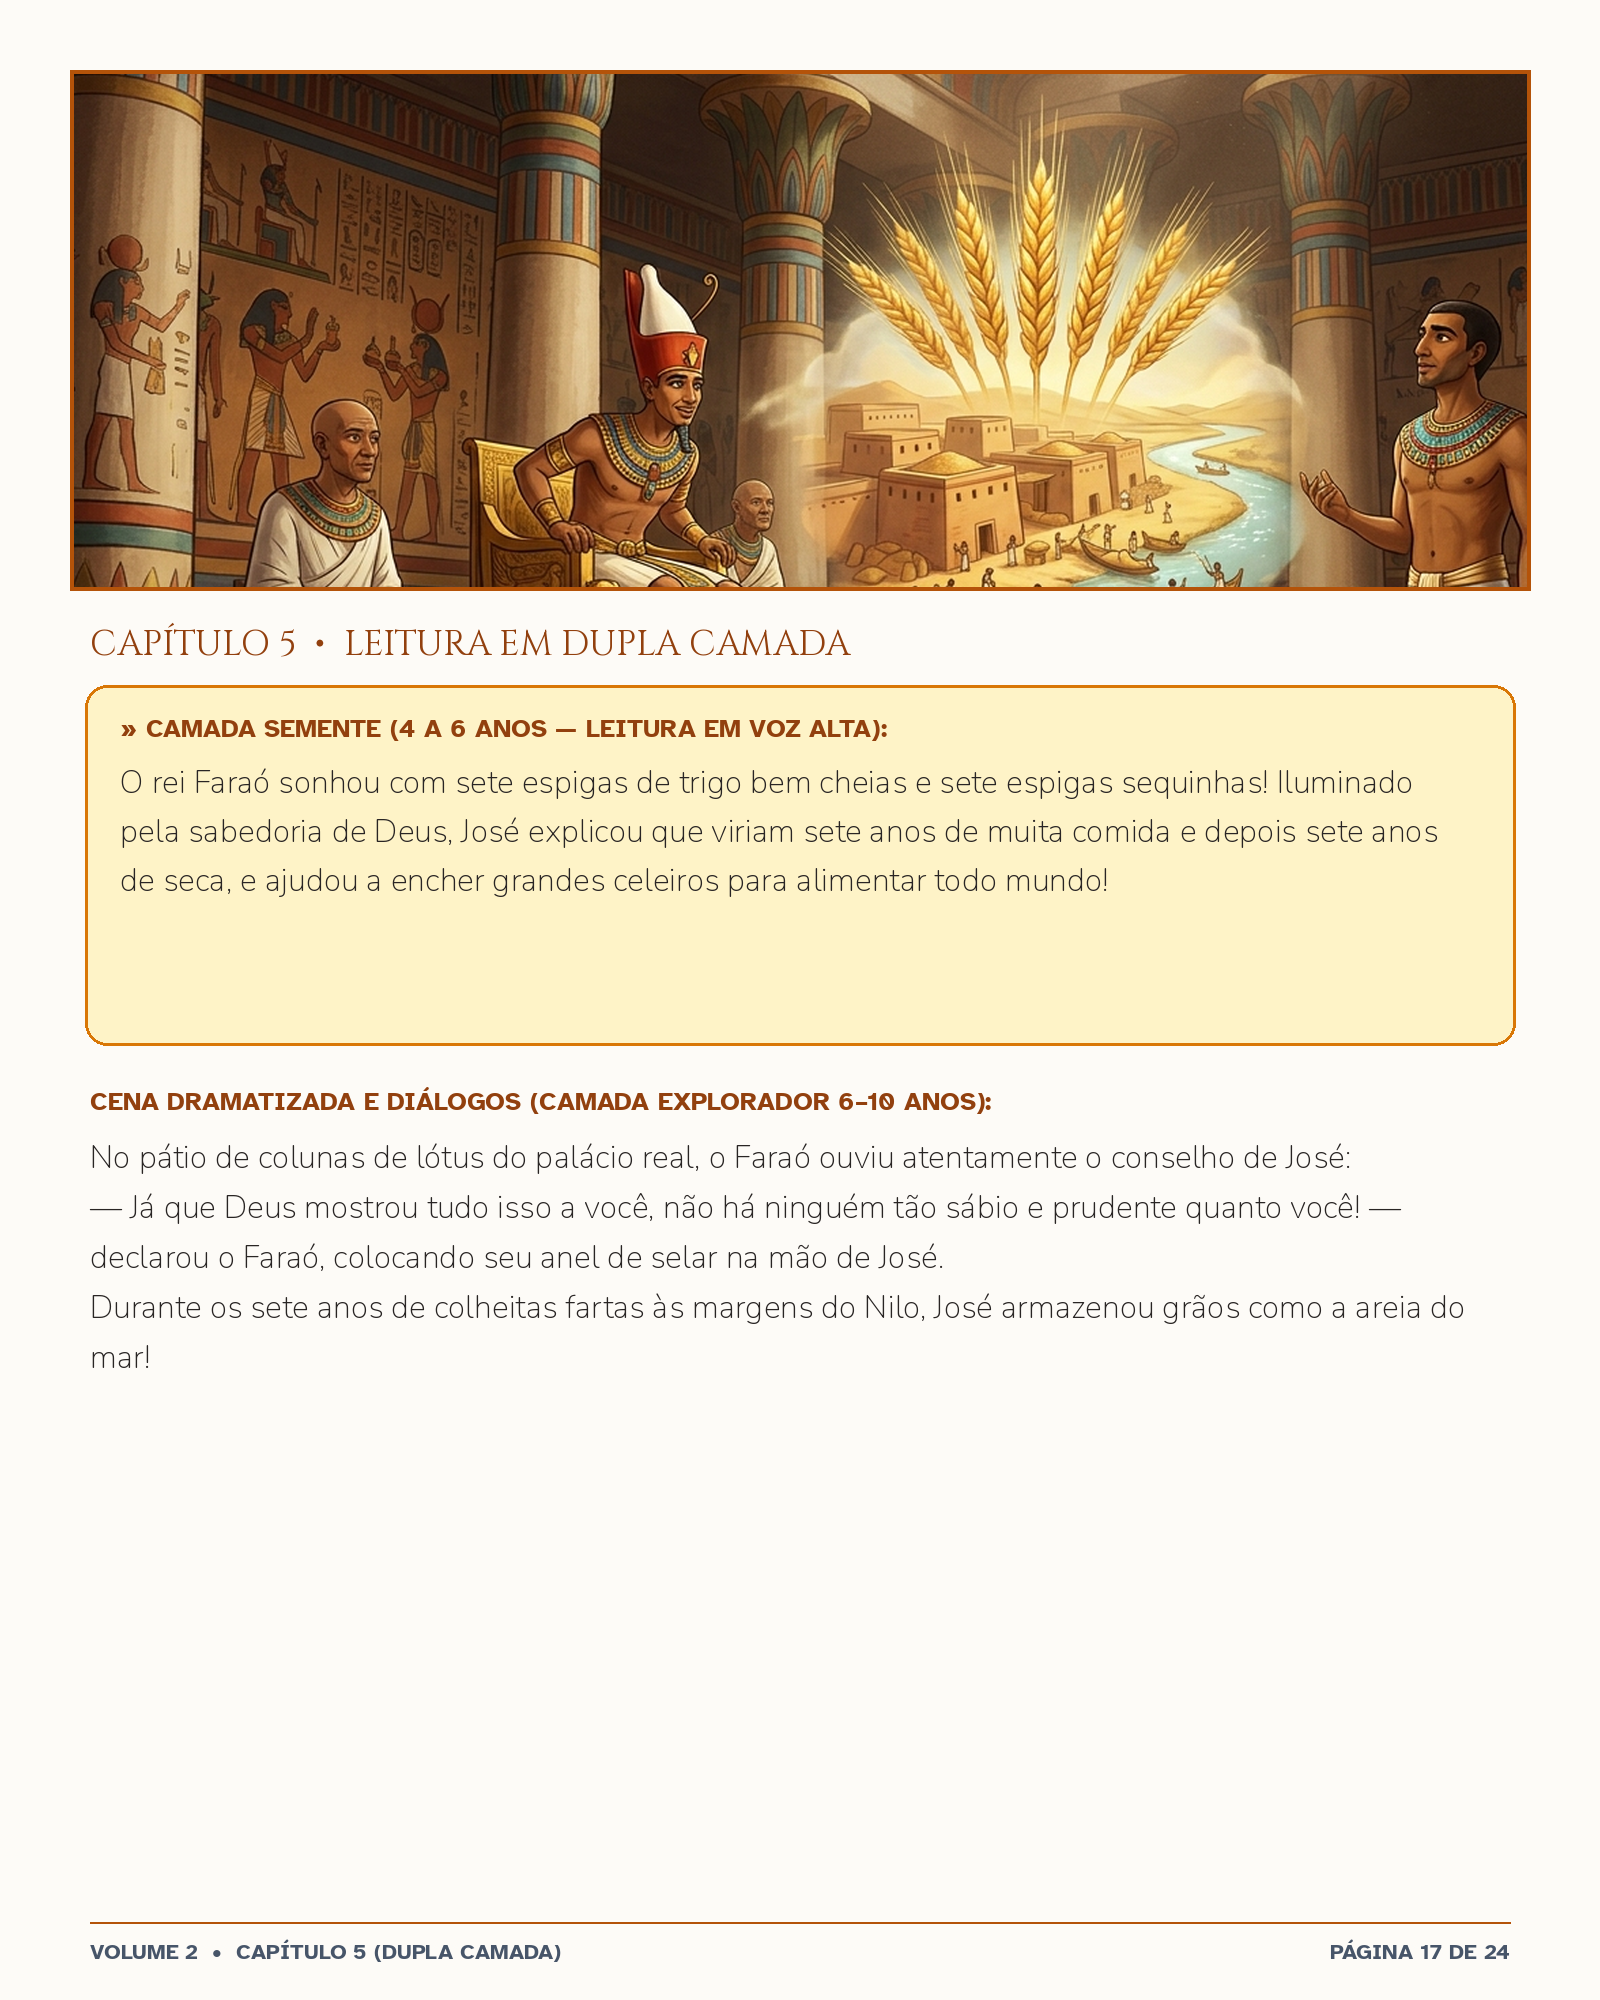 CAPÍTULO 5 • LEITURA EM DUPLA CAMADA
» CAMADA SEMENTE (4 A 6 ANOS — LEITURA EM VOZ ALTA):
O rei Faraó sonhou com sete espigas de trigo bem cheias e sete espigas sequinhas! Iluminado
pela sabedoria de Deus, José explicou que viriam sete anos de muita comida e depois sete anos
de seca, e ajudou a encher grandes celeiros para alimentar todo mundo!
CENA DRAMATIZADA E DIÁLOGOS (CAMADA EXPLORADOR 6–10 ANOS):
No pátio de colunas de lótus do palácio real, o Faraó ouviu atentamente o conselho de José:
— Já que Deus mostrou tudo isso a você, não há ninguém tão sábio e prudente quanto você! —
declarou o Faraó, colocando seu anel de selar na mão de José.
Durante os sete anos de colheitas fartas às margens do Nilo, José armazenou grãos como a areia do
mar!
VOLUME 2 • CAPÍTULO 5 (DUPLA CAMADA)
PÁGINA 17 DE 24